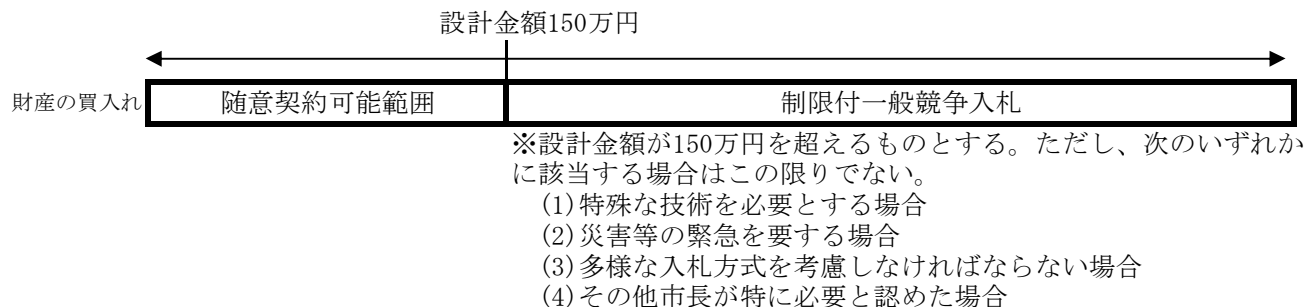 設計金額150万円
財産の買入れ 随意契約可能範囲 制限付一般競争入札
※設計金額が150万円を超えるものとする。ただし、次のいずれか
に該当する場合はこの限りでない。
(1)特殊な技術を必要とする場合
(2)災害等の緊急を要する場合
(3)多様な入札方式を考慮しなければならない場合
(4)その他市長が特に必要と認めた場合